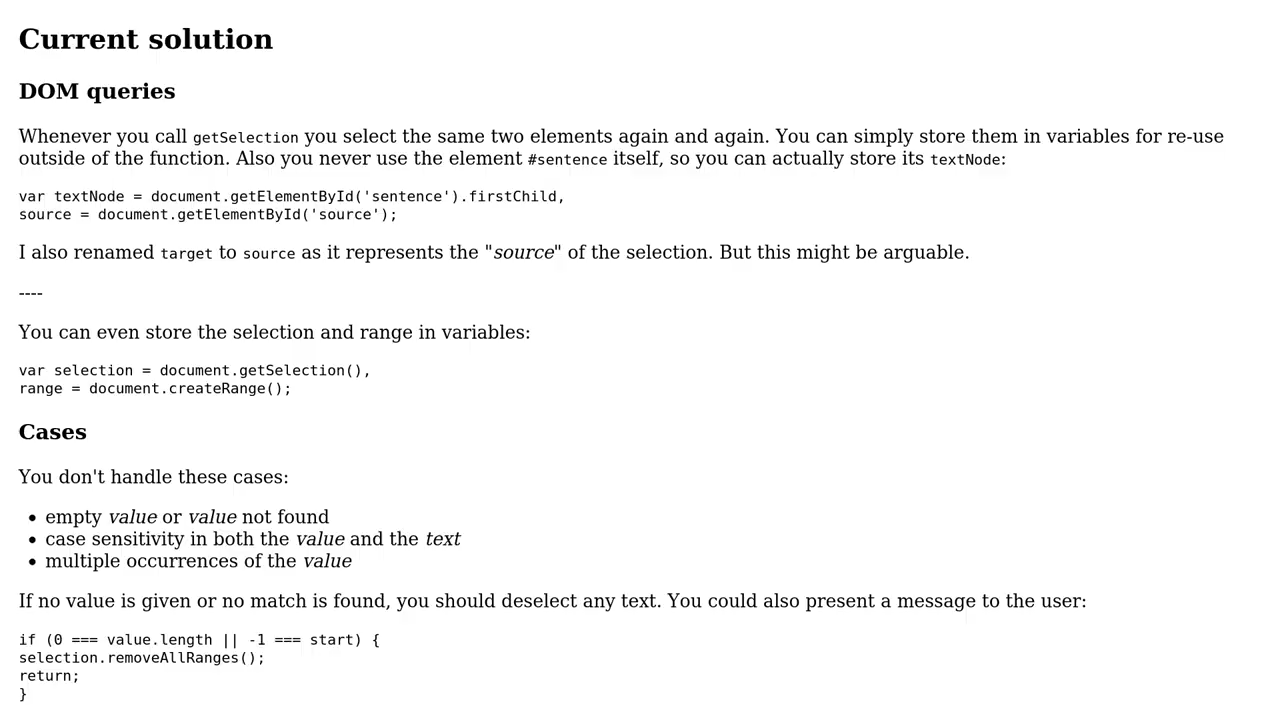 Current solution
DOM queries
Whenever you call getSelection you select the same two elements again and again. You can simply store them in variables for re-use
outside of the function. Also you never use the element #sentence itself, so you can actually store its textNode:
var textNode = document.getElementById('sentence').firstChild,
source = document.getElementById('source');
I also renamed target to source as it represents the "source" of the selection. But this might be arguable.
----
You can even store the selection and range in variables:
var selection = document.getSelection(),
range = document.createRange();
Cases
You don't handle these cases:
• empty value or value not found
• case sensitivity in both the value and the text
• multiple occurrences of the value
If no value is given or no match is found, you should deselect any text. You could also present a message to the user:
if (0 === value.length || -1 === start) {
selection.removeAllRanges();
return;
}